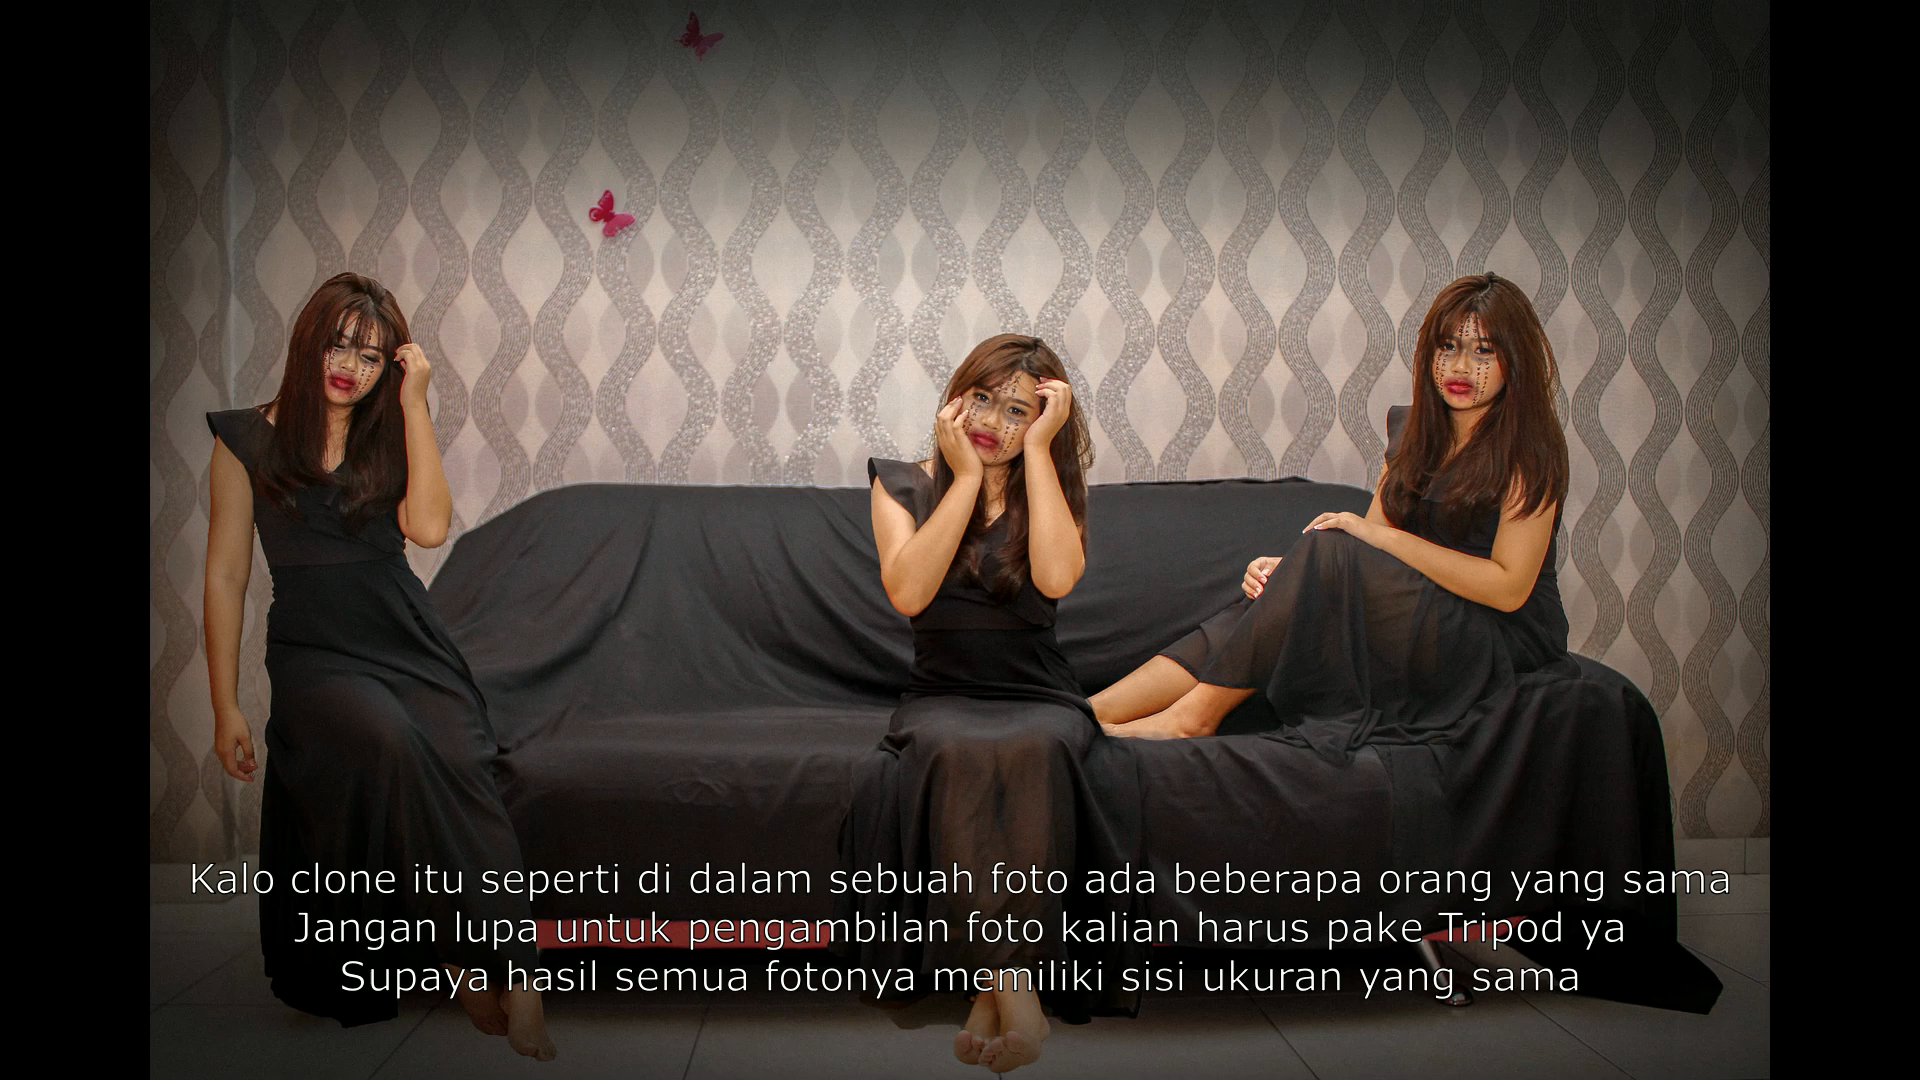 Kalo clone itu seperti di dalam sebuah foto ada beberapa orang yang sama
Jangan lupa untuk pengambilan foto kalian harus pake Tripod ya
Supaya hasil semua fotonya memiliki sisi ukuran yang sama